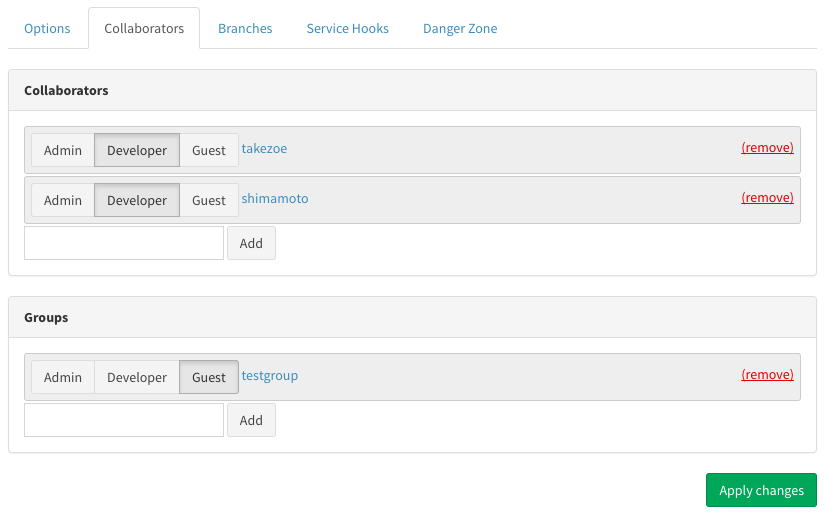 Options Collaborators Branches Service Hooks Danger Zone
Collaborators
Admin Developer Guest takezoe (remove)
Admin Developer Guest shimamoto (remove)
Add
Groups
Admin Developer Guest testgroup (remove)
Add
Apply changes